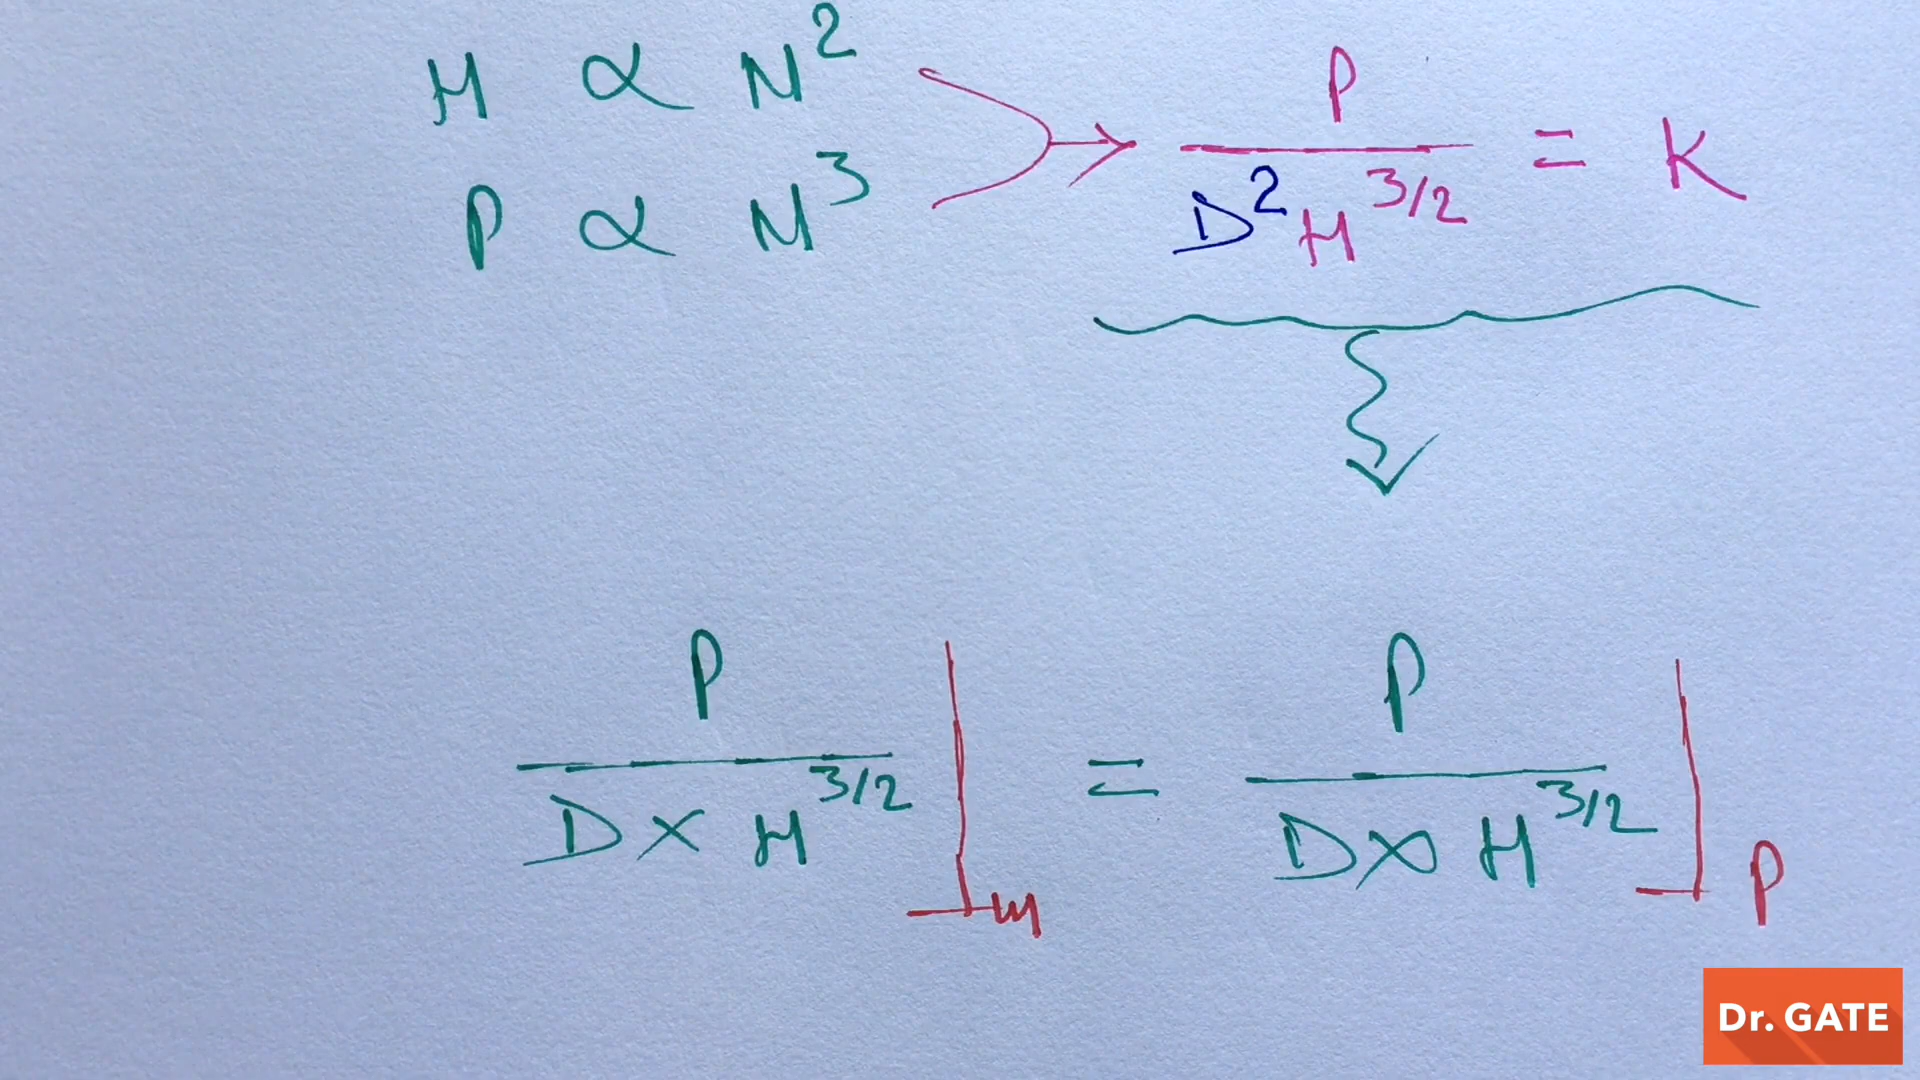 H ∝ N²
P ∝ N³
P / D² H^3/2 = K
P / D × H^3/2 |m = P / D × H^3/2 |P
Dr. GATE